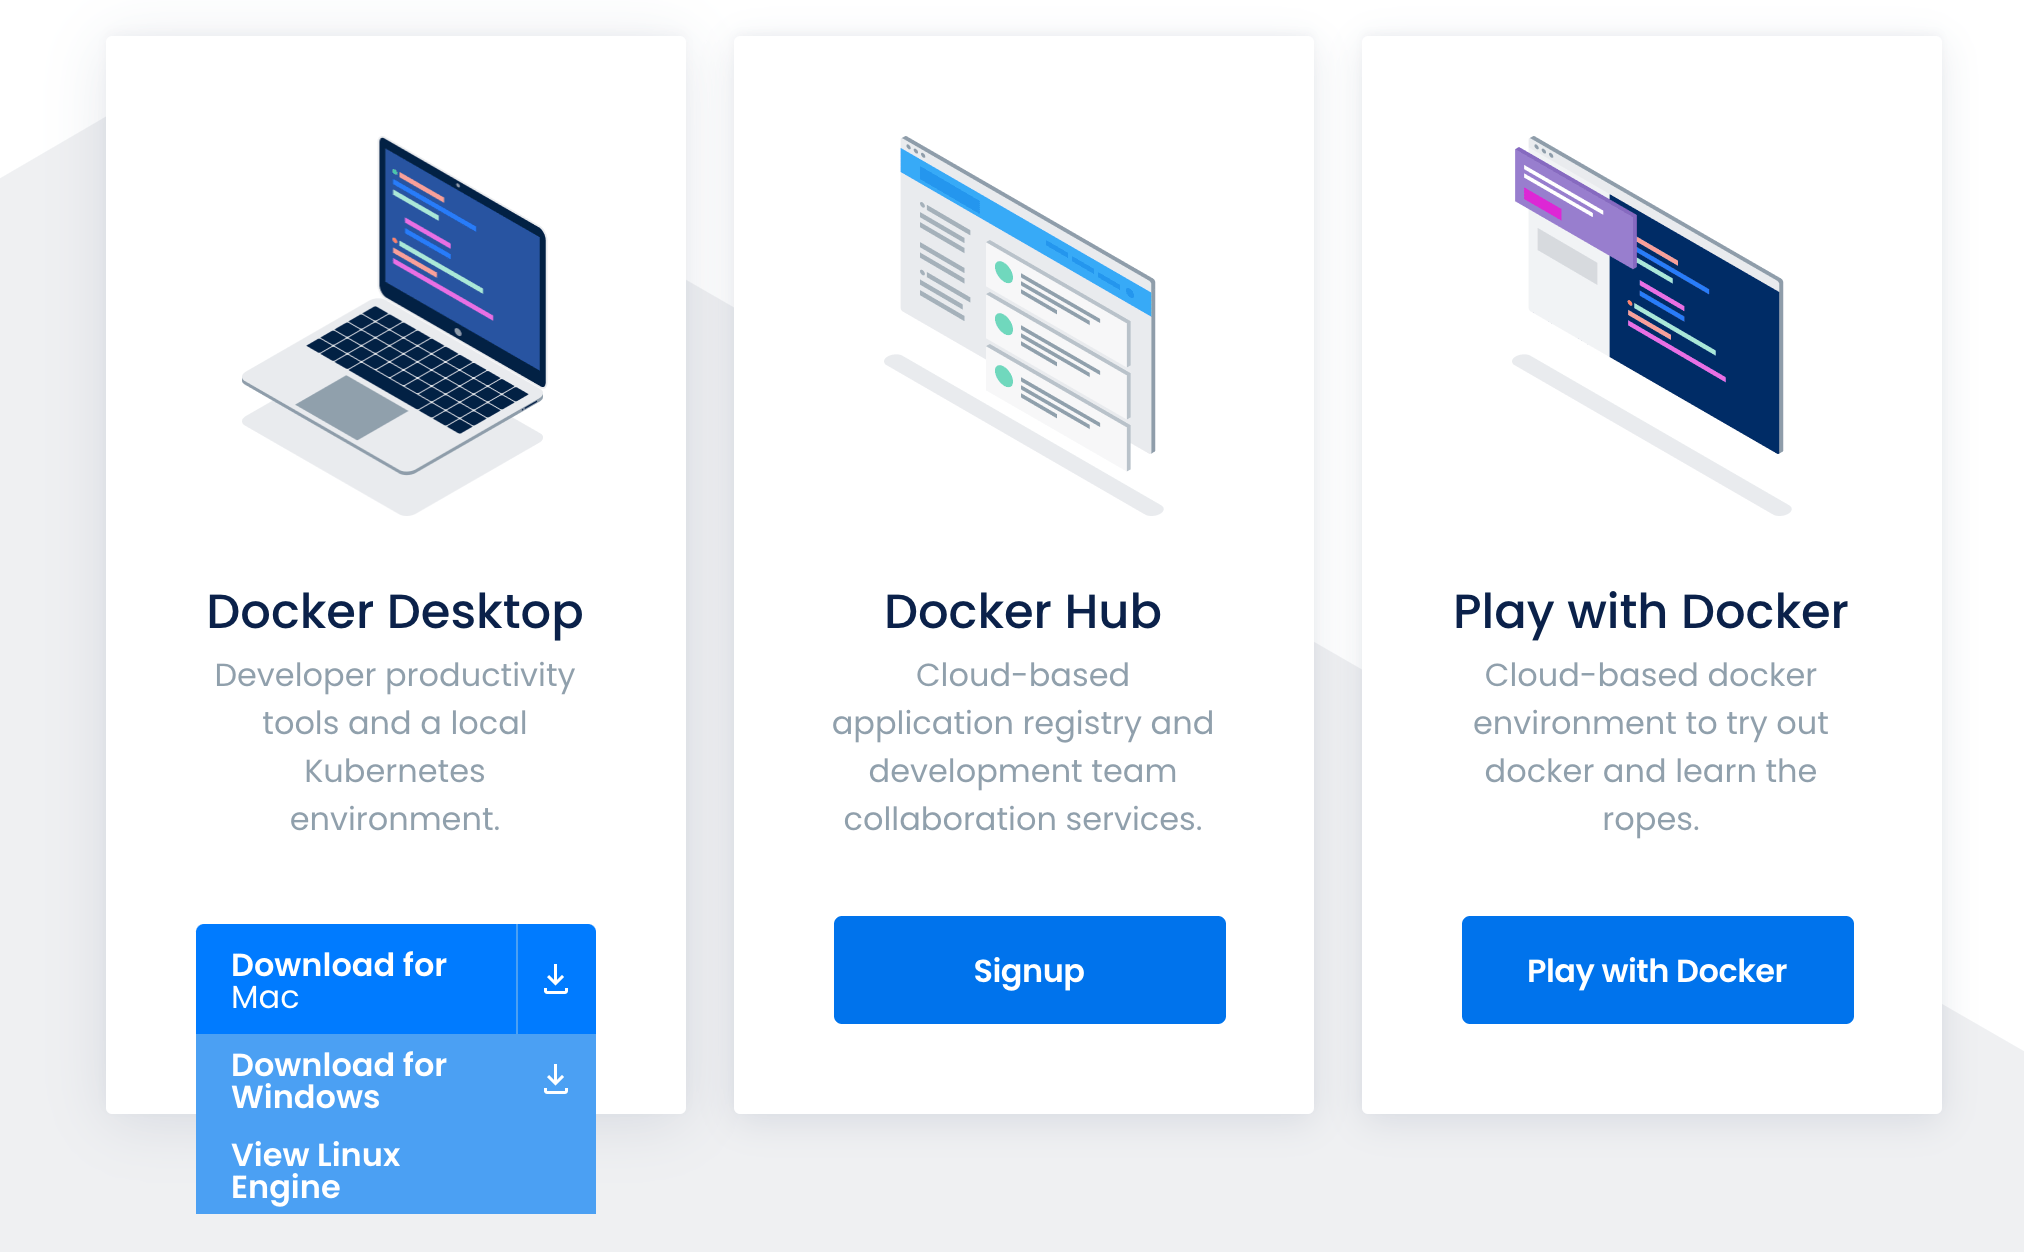 Docker Desktop
Developer productivity
tools and a local
Kubernetes
environment.
Download for
Mac
Download for
Windows
View Linux
Engine
Docker Hub
Cloud-based
application registry and
development team
collaboration services.
Signup
Play with Docker
Cloud-based docker
environment to try out
docker and learn the
ropes.
Play with Docker